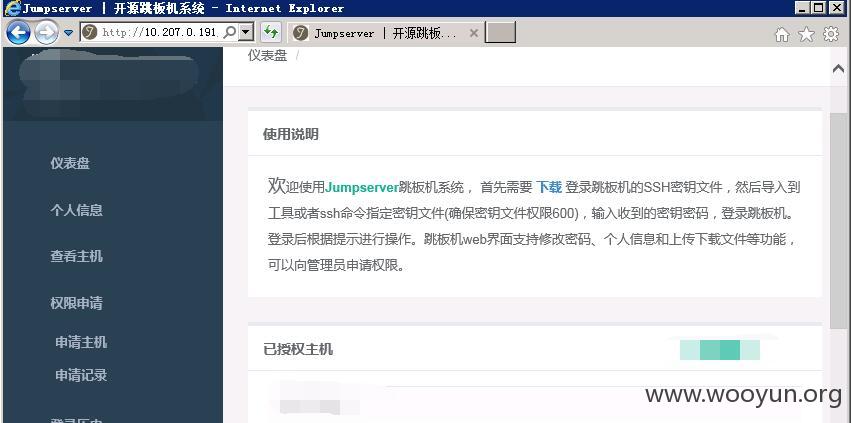 Jumpserver | 开源跳板机系统 - Internet Explorer
http://10.207.0.191
Jumpserver | 开源跳板...
仪表盘 /
仪表盘
个人信息
查看主机
权限申请
申请主机
申请记录
登录历史
使用说明
欢迎使用Jumpserver跳板机系统， 首先需要 下载 登录跳板机的SSH密钥文件，然后导入到
工具或者ssh命令指定密钥文件(确保密钥文件权限600)，输入收到的密钥密码，登录跳板机。
登录后根据提示进行操作。跳板机web界面支持修改密码、个人信息和上传下载文件等功能，
可以向管理员申请权限。
已授权主机
www.wooyun.org